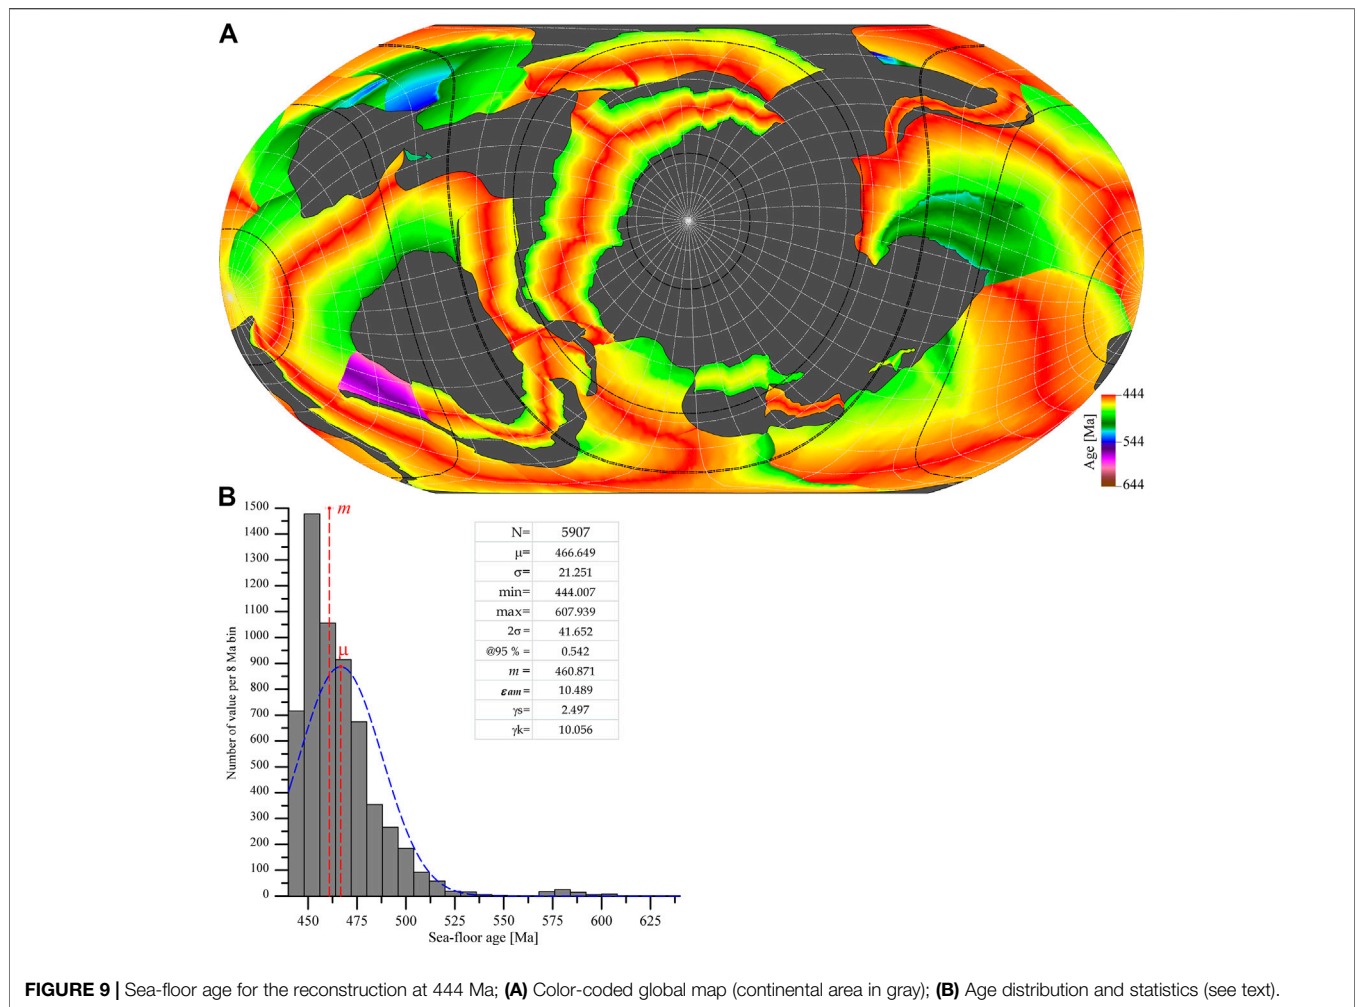 A
444
544
644
Age [Ma]
B
1500
1400
1300
1200
1100
1000
900
800
700
600
500
400
300
200
100
0
Number of value per 8 Ma bin
m
μ
450 475 500 525 550 575 600 625
Sea-floor age [Ma]
N= 5907
μ= 466.649
σ= 21.251
min= 444.007
max= 607.939
2σ = 41.652
@95 % = 0.542
m = 460.871
εam = 10.489
γs= 2.497
γk= 10.056
FIGURE 9 | Sea-floor age for the reconstruction at 444 Ma; (A) Color-coded global map (continental area in gray); (B) Age distribution and statistics (see text).